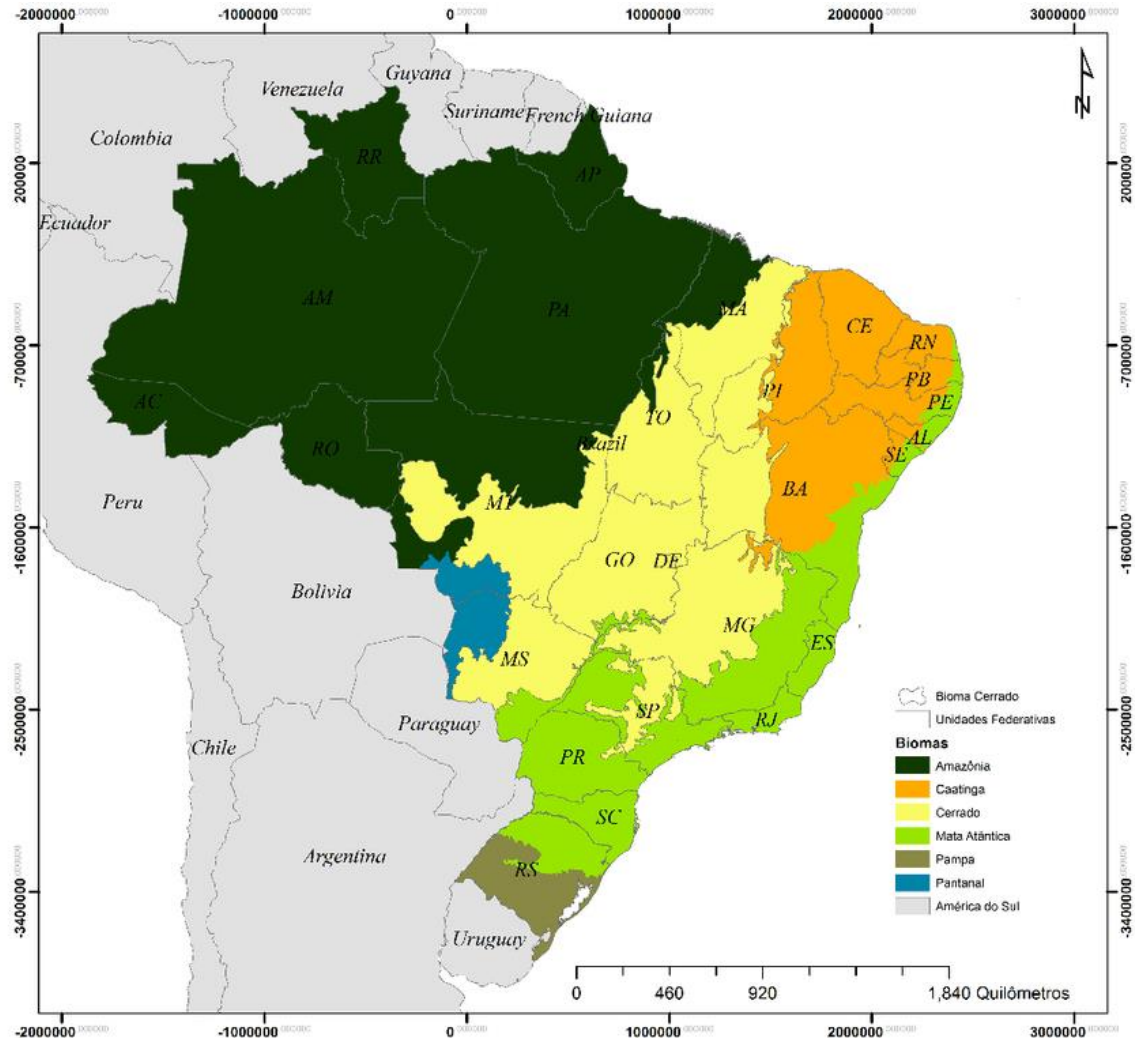 -2000000
-1000000
0
1000000
2000000
3000000
Guyana
Venezuela
Suriname
French Guiana
Colombia
N
200000
200000
RR
AP
Ecuador
AM
PA
MA
CE
RN
-700000
-700000
PI
PB
AC
TO
PE
Brazil
AL
RO
SE
Peru
MT
BA
-1600000
-1600000
GO
DE
Bolivia
MG
ES
MS
Bioma Cerrado
SP
RJ
Unidades Federativas
-2500000
-2500000
Paraguay
Chile
Biomas
PR
Amazônia
Caatinga
Cerrado
SC
Mata Atântica
Argentina
Pampa
RS
Pantanal
-3400000
-3400000
América do Sul
Uruguay
0
460
920
1,840 Quilômetros
-2000000
-1000000
0
1000000
2000000
3000000